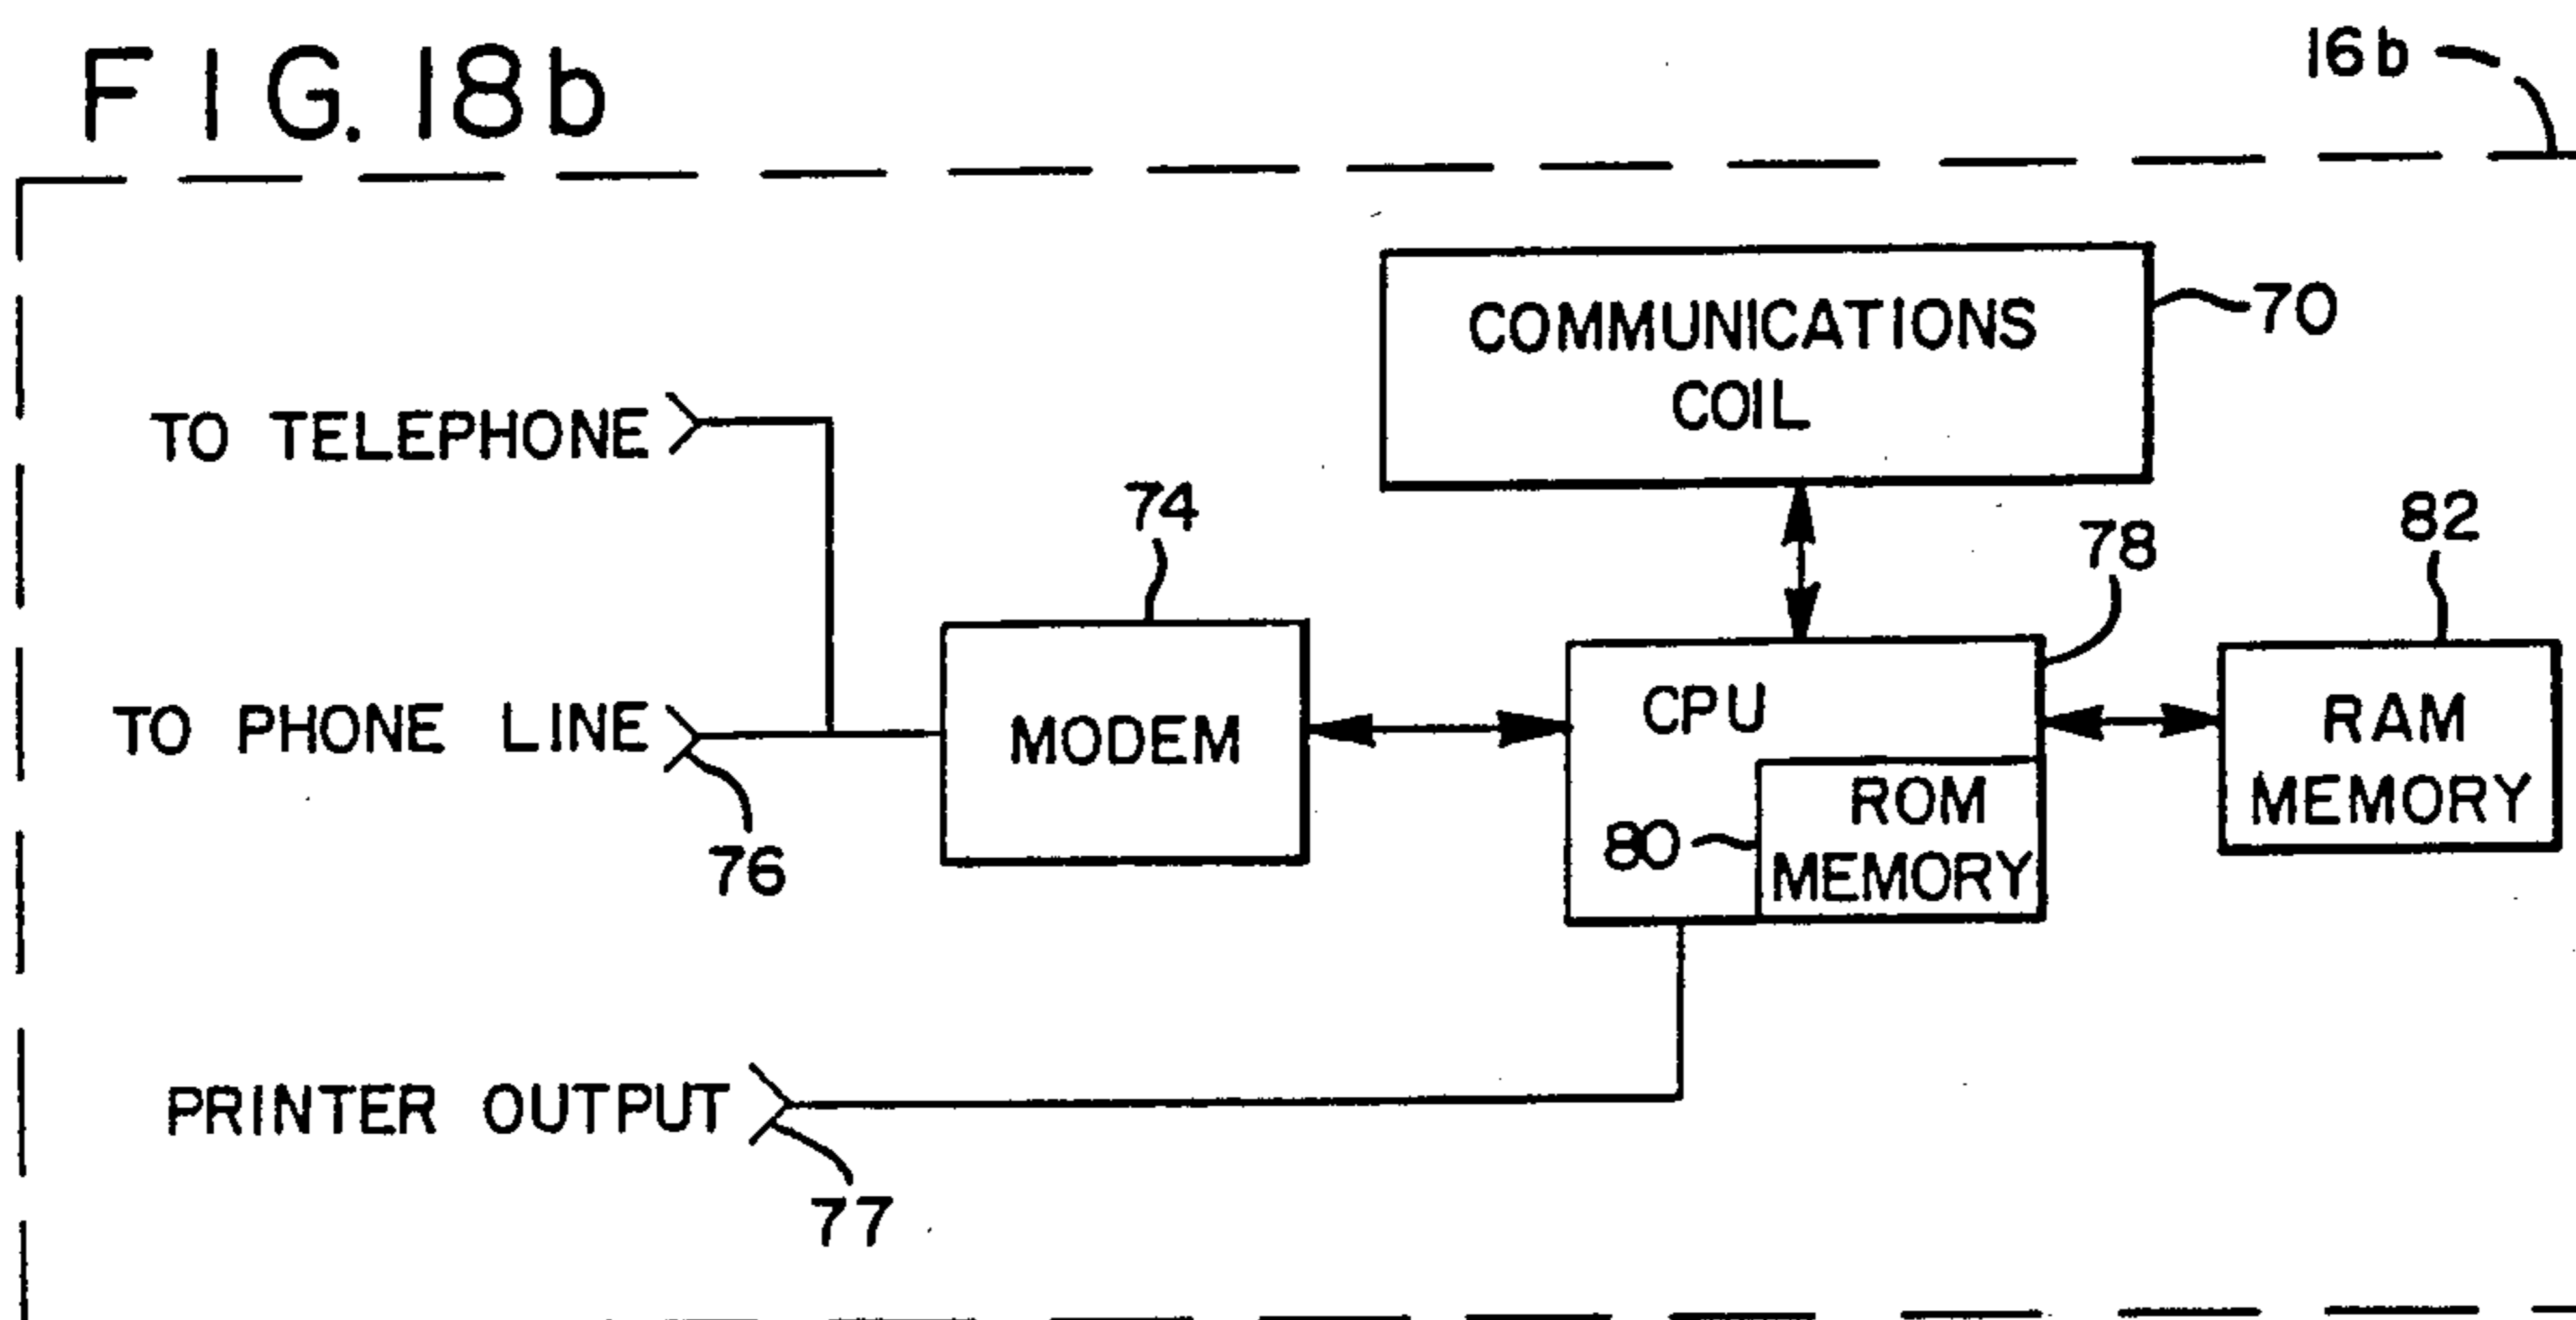 FIG. 18b
16b
COMMUNICATIONS
COIL
70
TO TELEPHONE
74
78
82
TO PHONE LINE
MODEM
CPU
RAM
MEMORY
76
80
ROM
MEMORY
PRINTER OUTPUT
77